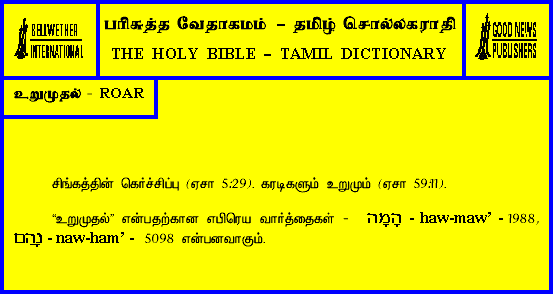 BELLWETHER
INTERNATIONAL
பரிசுத்த வேதாகமம் – தமிழ் சொல்லகராதி
THE HOLY BIBLE – TAMIL DICTIONARY
GOOD NEWS
PUBLISHERS
உறுமுதல் - ROAR
சிங்கத்தின் கெர்ச்சிப்பு (ஏசா 5:29). கரடிகளும் உறுமும் (ஏசா 59:11).
“உறுமுதல்” என்பதற்கான எபிரெய வார்த்தைகள் - הָמָה - haw-maw’ - 1988,
נָהַם - naw-ham’ - 5098 என்பனவாகும்.